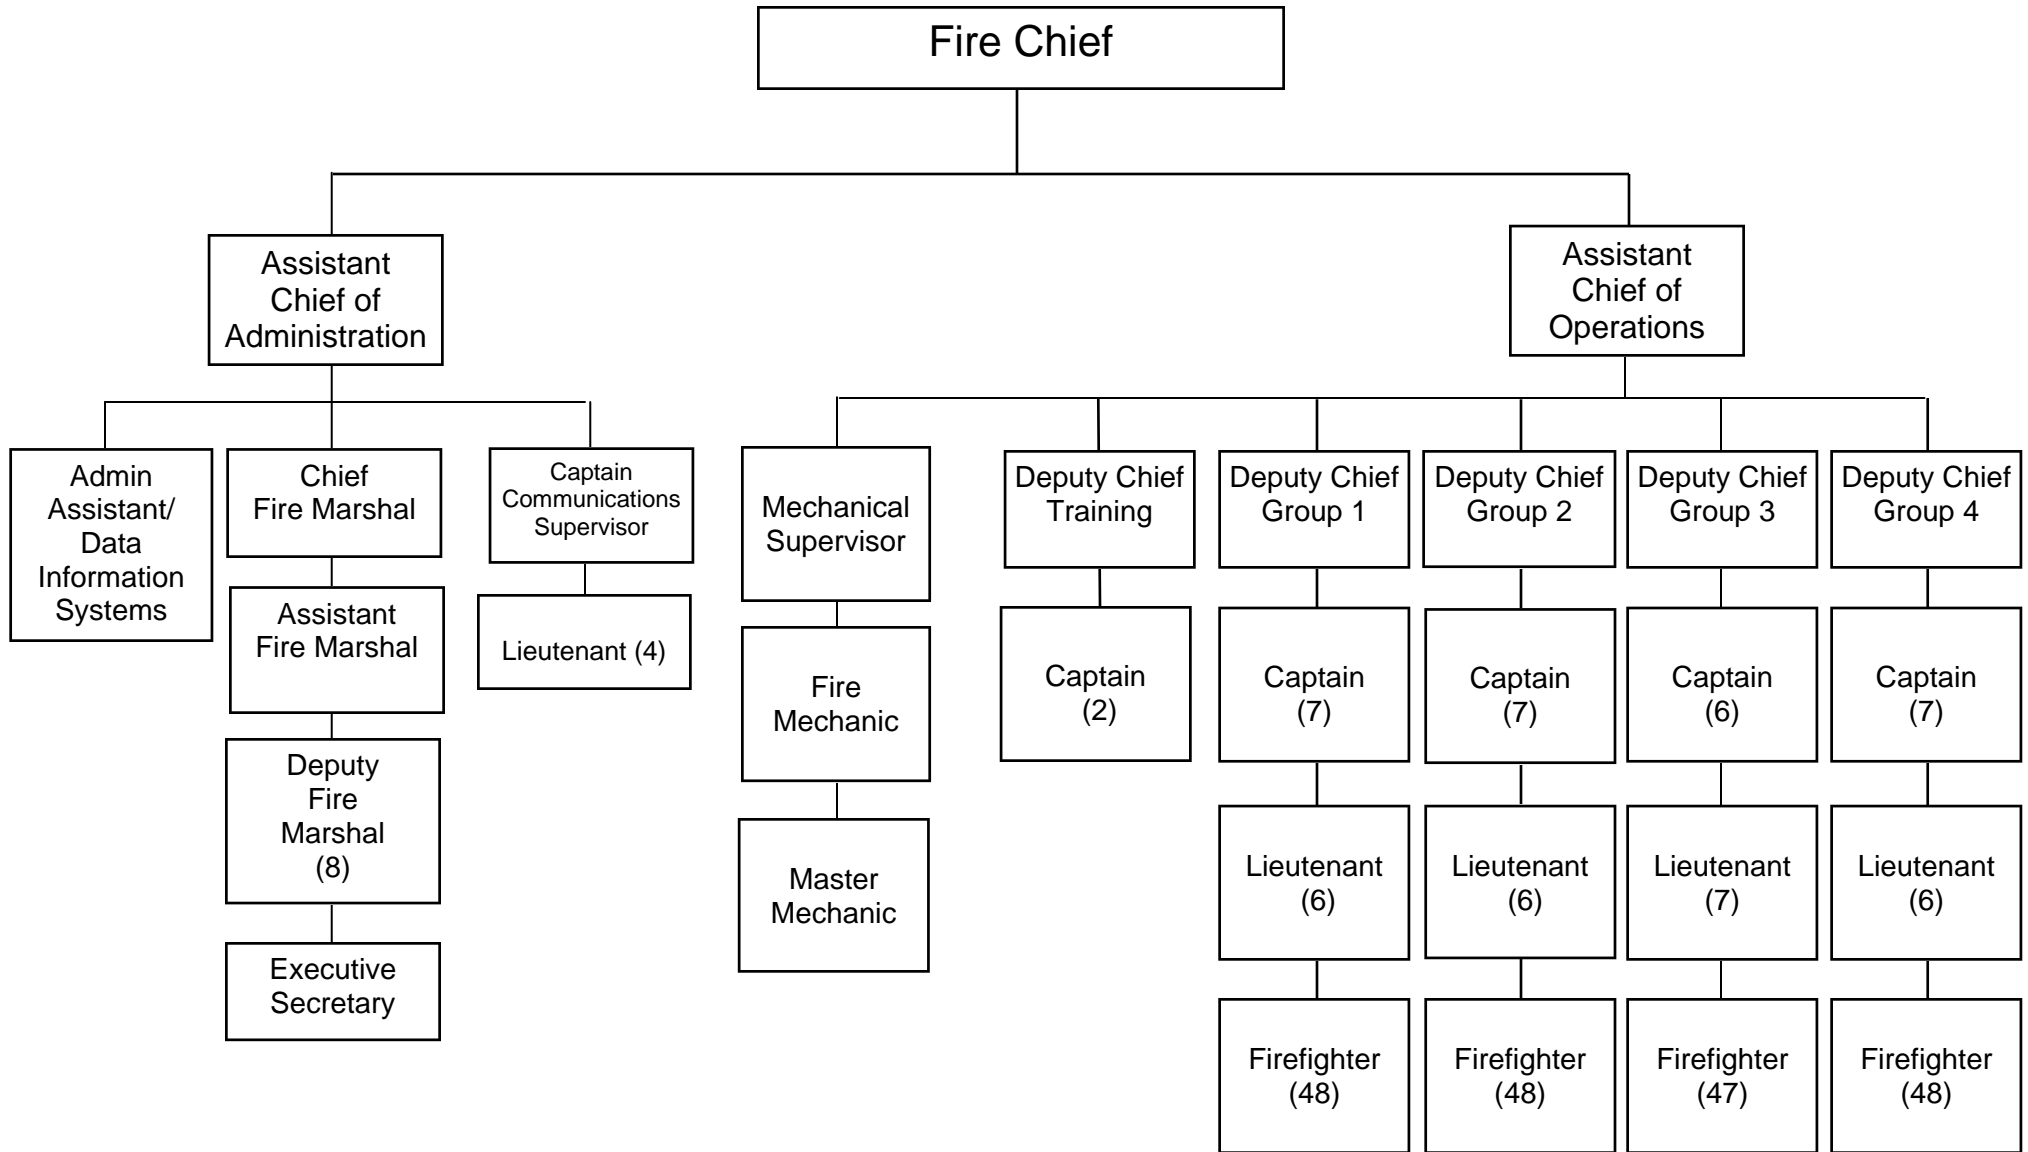 Fire Chief
Assistant
Chief of
Administration
Assistant
Chief of
Operations
Admin
Assistant/
Data
Information
Systems
Chief
Fire Marshal
Captain
Communications
Supervisor
Mechanical
Supervisor
Deputy Chief
Training
Deputy Chief
Group 1
Deputy Chief
Group 2
Deputy Chief
Group 3
Deputy Chief
Group 4
Assistant
Fire Marshal
Lieutenant (4)
Fire
Mechanic
Captain
(2)
Captain
(7)
Captain
(7)
Captain
(6)
Captain
(7)
Deputy
Fire
Marshal
(8)
Master
Mechanic
Lieutenant
(6)
Lieutenant
(6)
Lieutenant
(7)
Lieutenant
(6)
Executive
Secretary
Firefighter
(48)
Firefighter
(48)
Firefighter
(47)
Firefighter
(48)